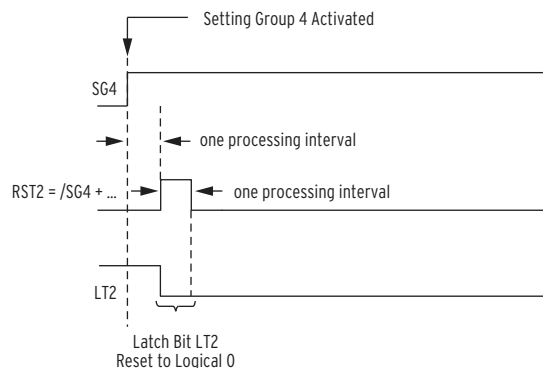 Setting Group 4 Activated
SG4
one processing interval
RST2 = /SG4 + ...
one processing interval
LT2
Latch Bit LT2
Reset to Logical 0